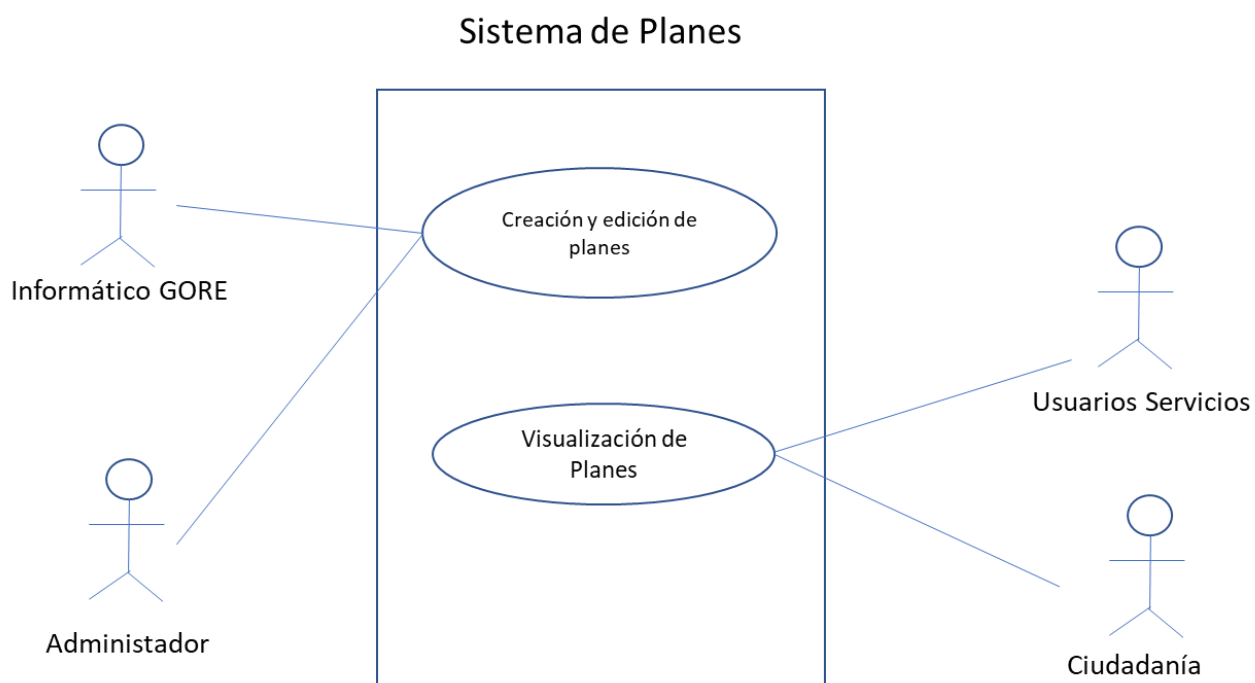 Sistema de Planes
Informático GORE
Creación y edición de
planes
Usuarios Servicios
Visualización de
Planes
Administador
Ciudadanía